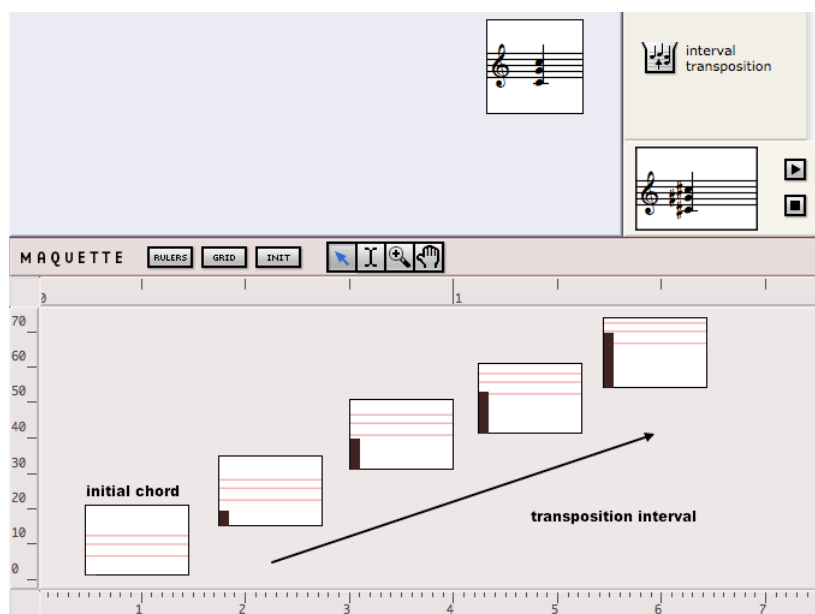 interval
transposition
MAQUETTE RULERS GRID INIT
0 1
70
60
50
40
30
20
10
0
initial chord
transposition interval
1 2 3 4 5 6 7